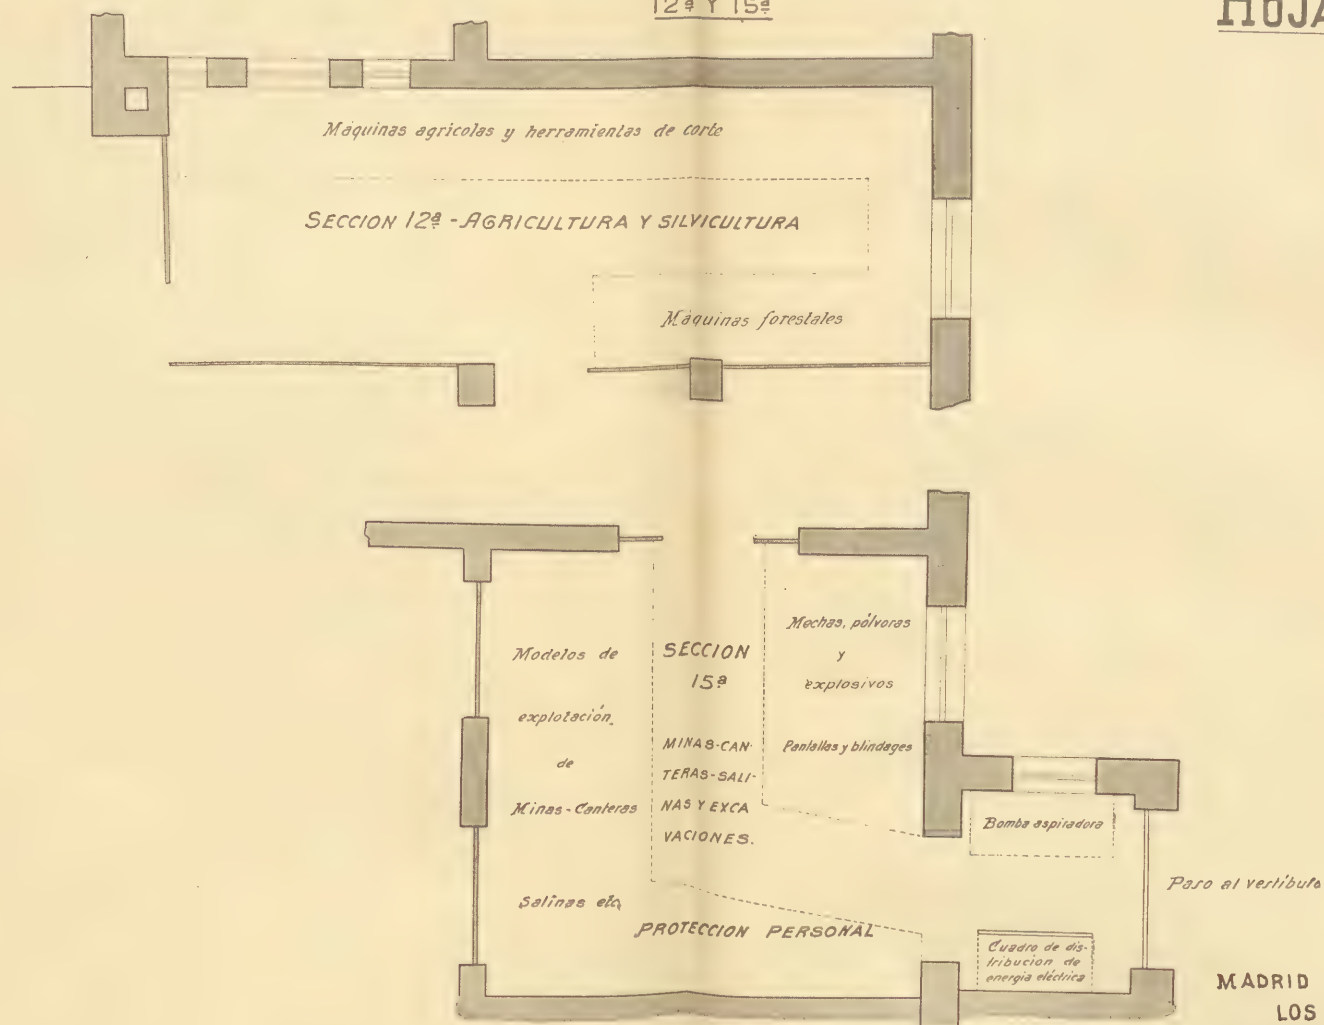 12ª Y 15ª
HOJA
Máquinas agrícolas y herramientas de corte
SECCION 12ª - AGRICULTURA Y SILVICULTURA
Máquinas forestales
Modelos de
explotación
de
Minas - Canteras
Salinas etc,
SECCION
15ª
MINAS-CAN-
TERAS-SALI-
NAS Y EXCA
VACIONES.
Mechas, pólvoras
y
explosivos
Pantallas y blindages
PROTECCION PERSONAL
Bomba aspiradora
Paso al vestíbulo
Cuadro de dis-
tribucion de
energia eléctrica
MADRID
LOS